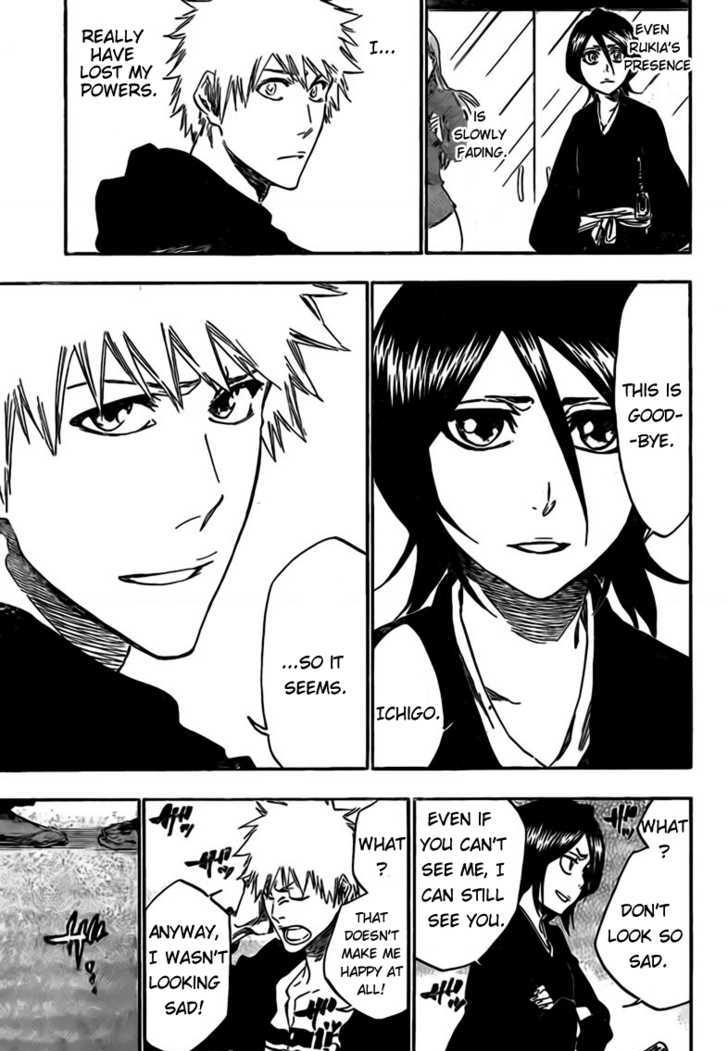 EVEN
RUKIA'S
PRESENCE
IS
SLOWLY
FADING.
I...
REALLY
HAVE
LOST MY
POWERS.
THIS IS
GOOD-
-BYE.
ICHIGO.
...SO IT
SEEMS.
WHAT
?
DON'T
LOOK SO
SAD.
EVEN IF
YOU CAN'T
SEE ME, I
CAN STILL
SEE YOU.
WHAT
?
THAT
DOESN'T
MAKE ME
HAPPY AT
ALL!
ANYWAY,
I WASN'T
LOOKING
SAD!